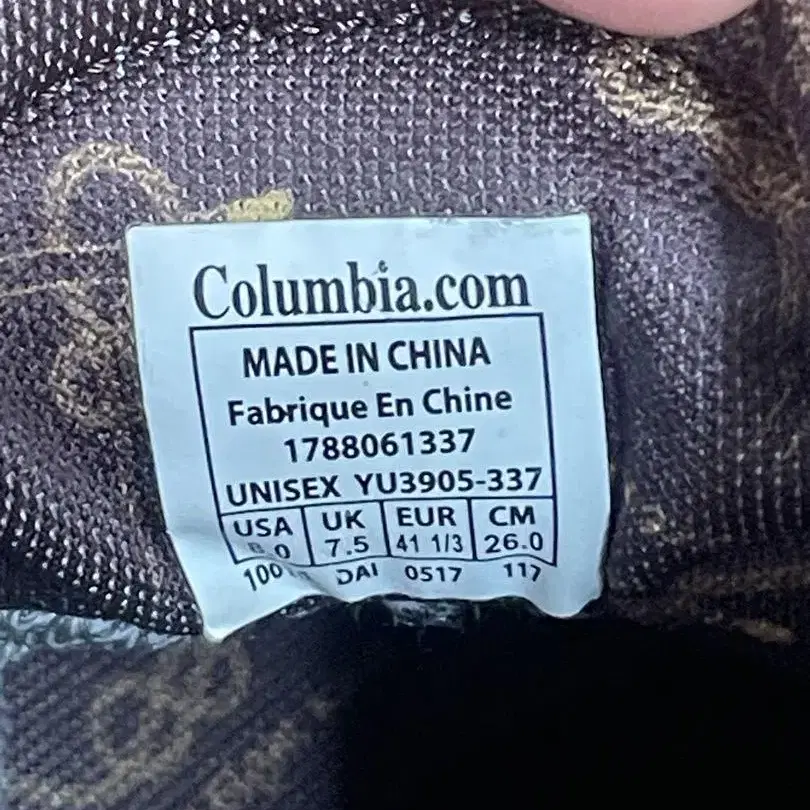 Columbia.com
MADE IN CHINA
Fabrique En Chine
1788061337
UNISEX YU3905-337
USA UK EUR CM
7.5 41 1/3 26.0
DAI 0517 117